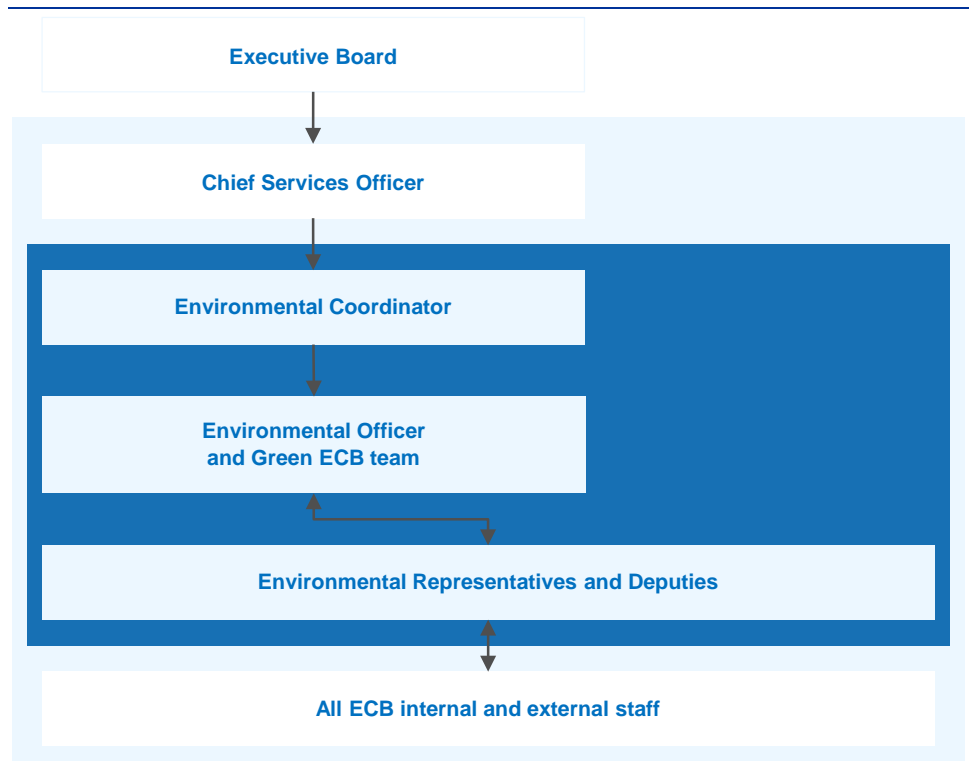 Executive Board
Chief Services Officer
Environmental Coordinator
Environmental Officer
and Green ECB team
Environmental Representatives and Deputies
All ECB internal and external staff